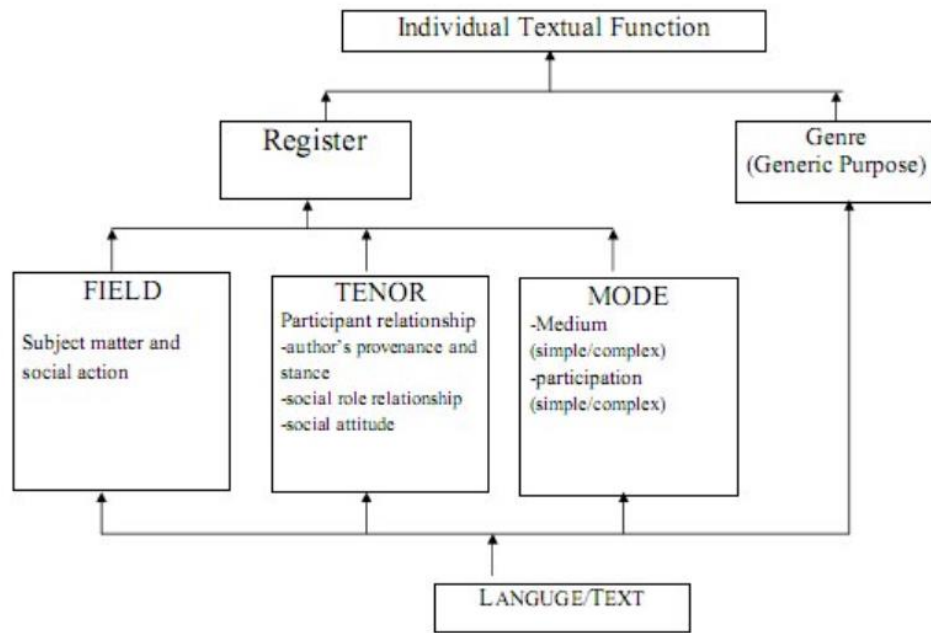 Individual Textual Function
Register
Genre
(Generic Purpose)
FIELD
Subject matter and
social action
TENOR
Participant relationship
-author's provenance and
stance
-social role relationship
-social attitude
MODE
-Medium
(simple/complex)
-participation
(simple/complex)
LANGUGE/TEXT